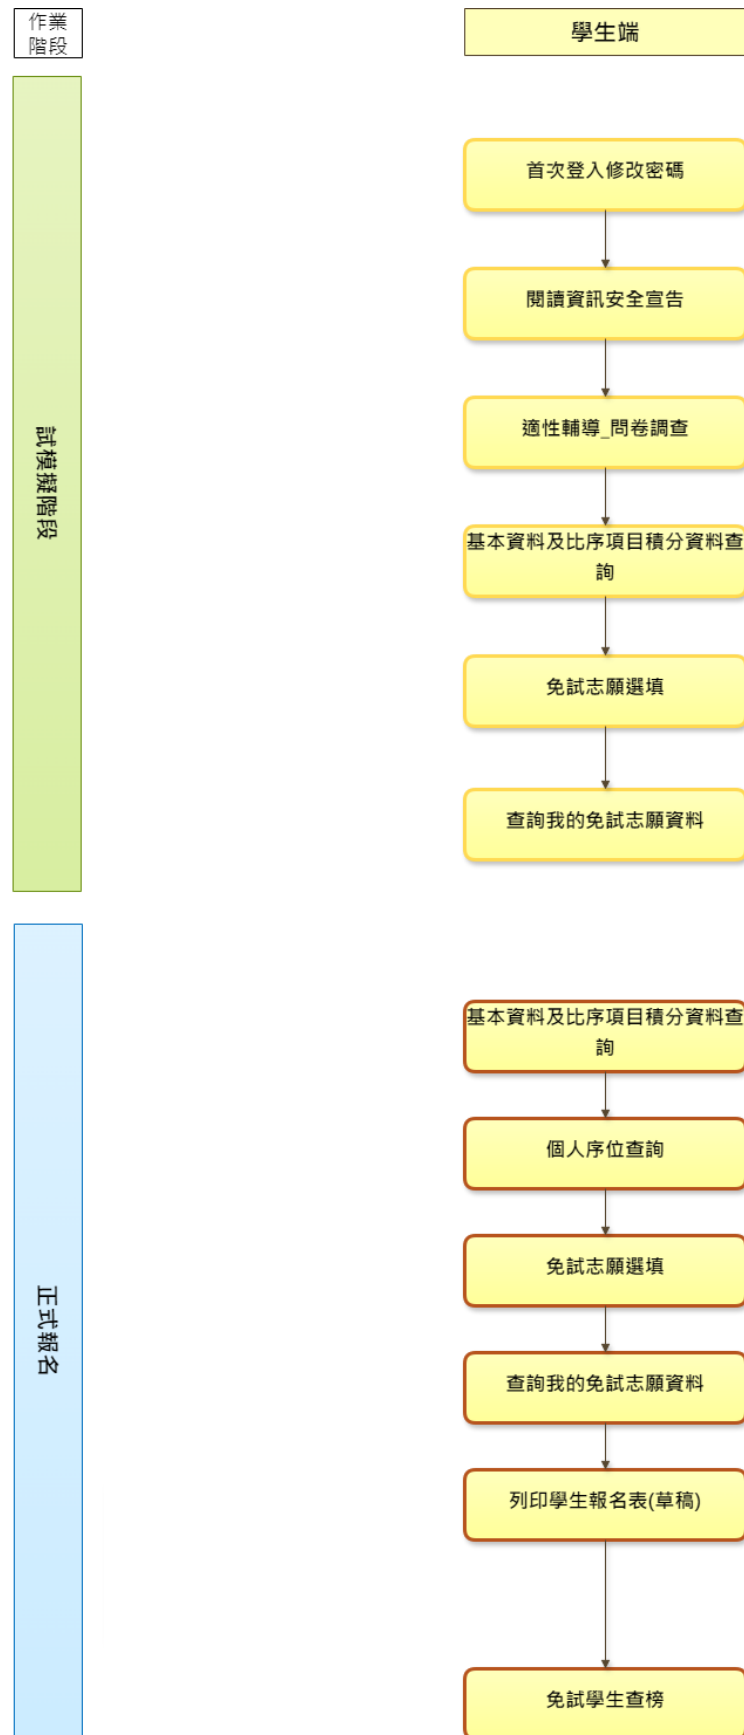 作業
階段
學生端
試模擬階段
首次登入修改密碼
閱讀資訊安全宣告
適性輔導_問卷調查
基本資料及比序項目積分資料查
詢
免試志願選填
查詢我的免試志願資料
正式報名
基本資料及比序項目積分資料查
詢
個人序位查詢
免試志願選填
查詢我的免試志願資料
列印學生報名表(草稿)
免試學生查榜